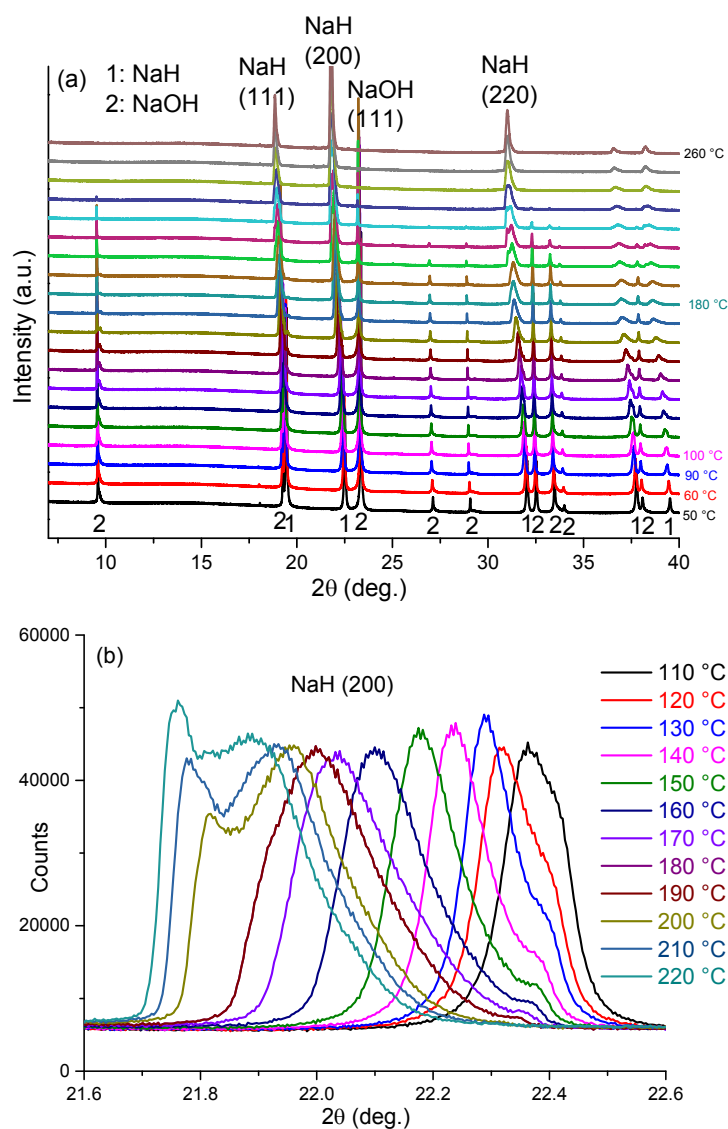 (a)
1: NaH
2: NaOH
NaH
(111)
NaH
(200)
NaOH
(111)
NaH
(220)
260 °C
180 °C
100 °C
90 °C
60 °C
50 °C
Intensity (a.u.)
2 2 1 1 2 2 2 1 2 2 2 1 2 1
10 15 20 25 30 35 40
2θ (deg.)
(b)
NaH (200)
110 °C
120 °C
130 °C
140 °C
150 °C
160 °C
170 °C
180 °C
190 °C
200 °C
210 °C
220 °C
Counts
60000
40000
20000
0
21.6 21.8 22.0 22.2 22.4 22.6
2θ (deg.)